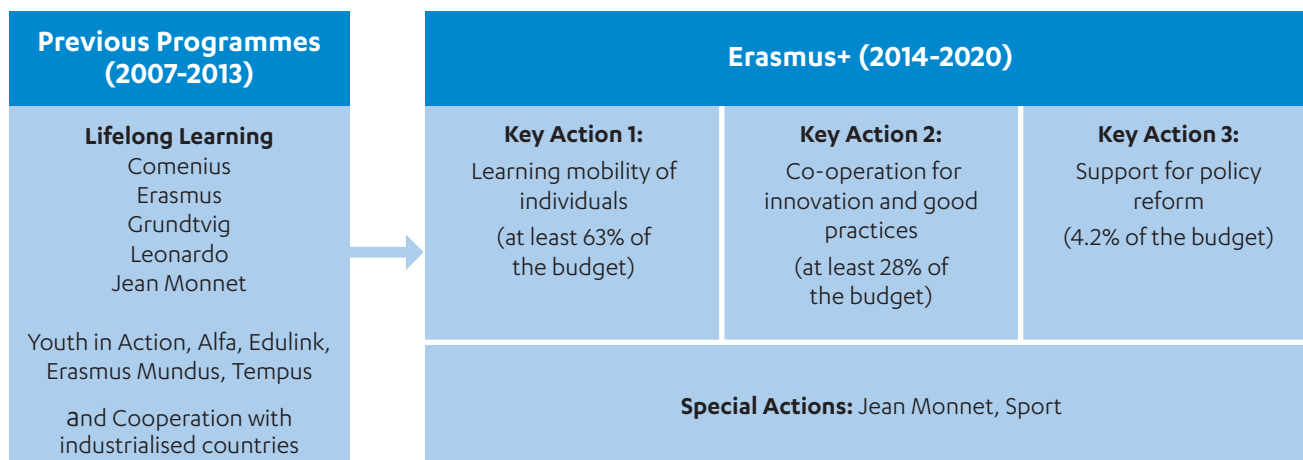 Previous Programmes
(2007-2013)
Lifelong Learning
Comenius
Erasmus
Grundtvig
Leonardo
Jean Monnet
Youth in Action, Alfa, Edulink,
Erasmus Mundus, Tempus
and Cooperation with
industrialised countries
Erasmus+ (2014-2020)
Key Action 1:
Learning mobility of
individuals
(at least 63% of
the budget)
Key Action 2:
Co-operation for
innovation and good
practices
(at least 28% of
the budget)
Key Action 3:
Support for policy
reform
(4.2% of the budget)
Special Actions: Jean Monnet, Sport